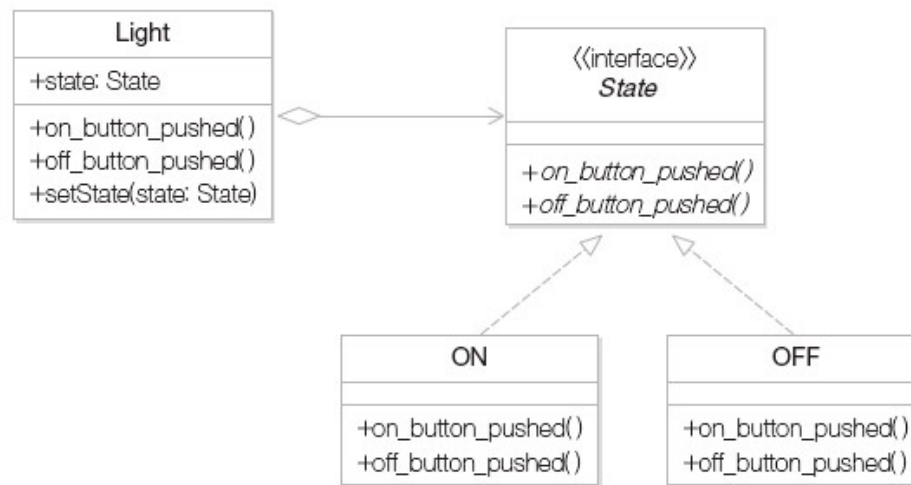 Light
+state: State
+on_button_pushed()
+off_button_pushed()
+setState(state: State)
⟪interface⟫
State
+on_button_pushed()
+off_button_pushed()
ON
+on_button_pushed()
+off_button_pushed()
OFF
+on_button_pushed()
+off_button_pushed()